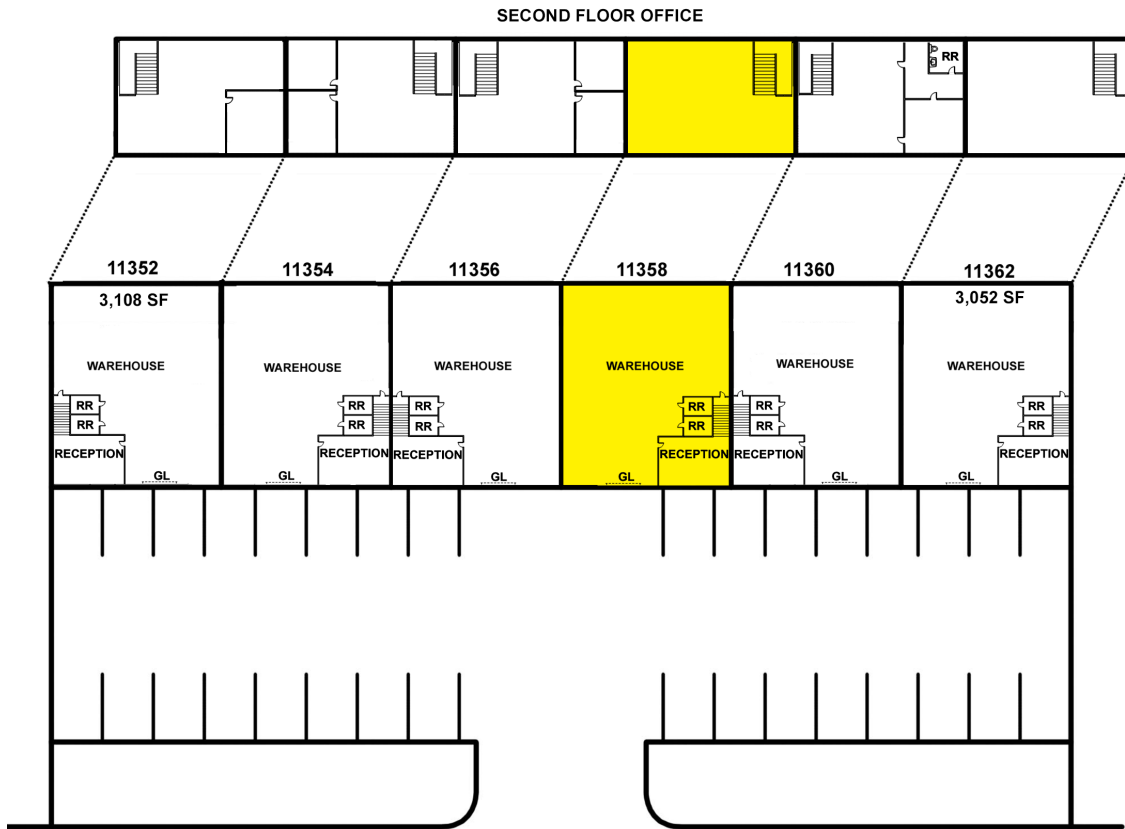 SECOND FLOOR OFFICE
RR
11352 11354 11356 11358 11360 11362
3,108 SF 3,052 SF
WAREHOUSE WAREHOUSE WAREHOUSE WAREHOUSE WAREHOUSE WAREHOUSE
RR RR RR RR RR RR
RR RR RR RR RR RR
RECEPTION RECEPTION RECEPTION RECEPTION RECEPTION RECEPTION
GL GL GL GL GL GL